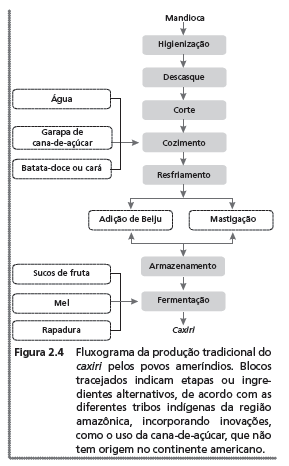 Mandioca
Higienização
Descasque
Água
Corte
Garapa de
cana-de-açúcar
Cozimento
Batata-doce ou cará
Resfriamento
Adição de Beiju
Mastigação
Armazenamento
Sucos de fruta
Mel
Fermentação
Rapadura
Caxiri
Figura 2.4 Fluxograma da produção tradicional do
caxiri pelos povos ameríndios. Blocos
tracejados indicam etapas ou ingre-
dientes alternativos, de acordo com as
diferentes tribos indígenas da região
amazônica, incorporando inovações,
como o uso da cana-de-açúcar, que não
tem origem no continente americano.